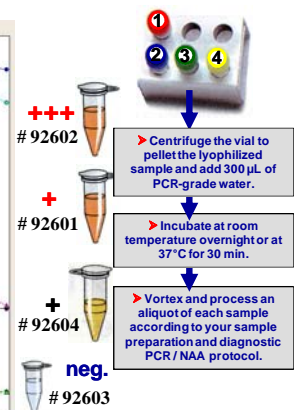 1
2 3 4
+++
# 92602
+
# 92601
+
# 92604
neg.
# 92603
➤ Centrifuge the vial to
pellet the lyophilized
sample and add 300 µL of
PCR-grade water.
➤ Incubate at room
temperature overnight or at
37°C for 30 min.
➤ Vortex and process an
aliquot of each sample
according to your sample
preparation and diagnostic
PCR / NAA protocol.